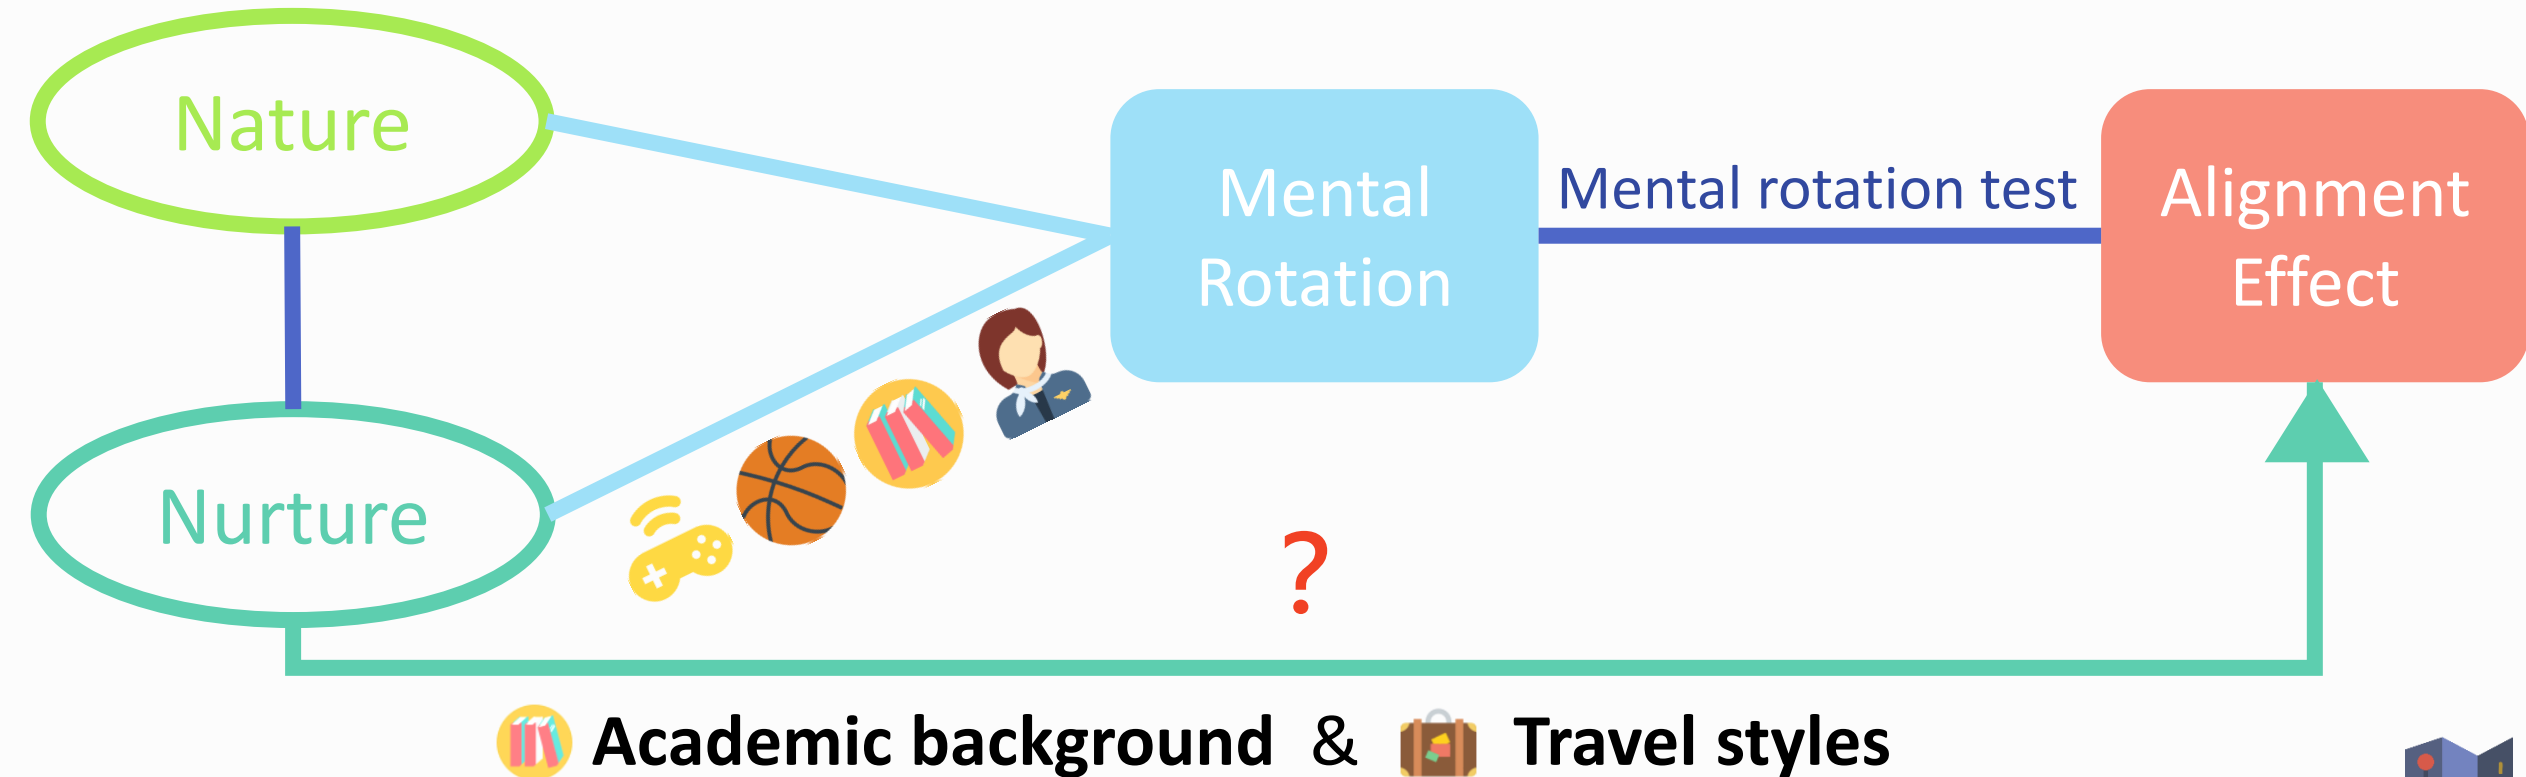 Nature
Mental
Rotation
Mental rotation test
Alignment
Effect
Nurture
?
Academic background & Travel styles